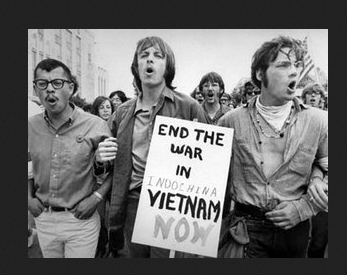 END THE
WAR
IN
INDOCHINA
VIETNAM
NOW